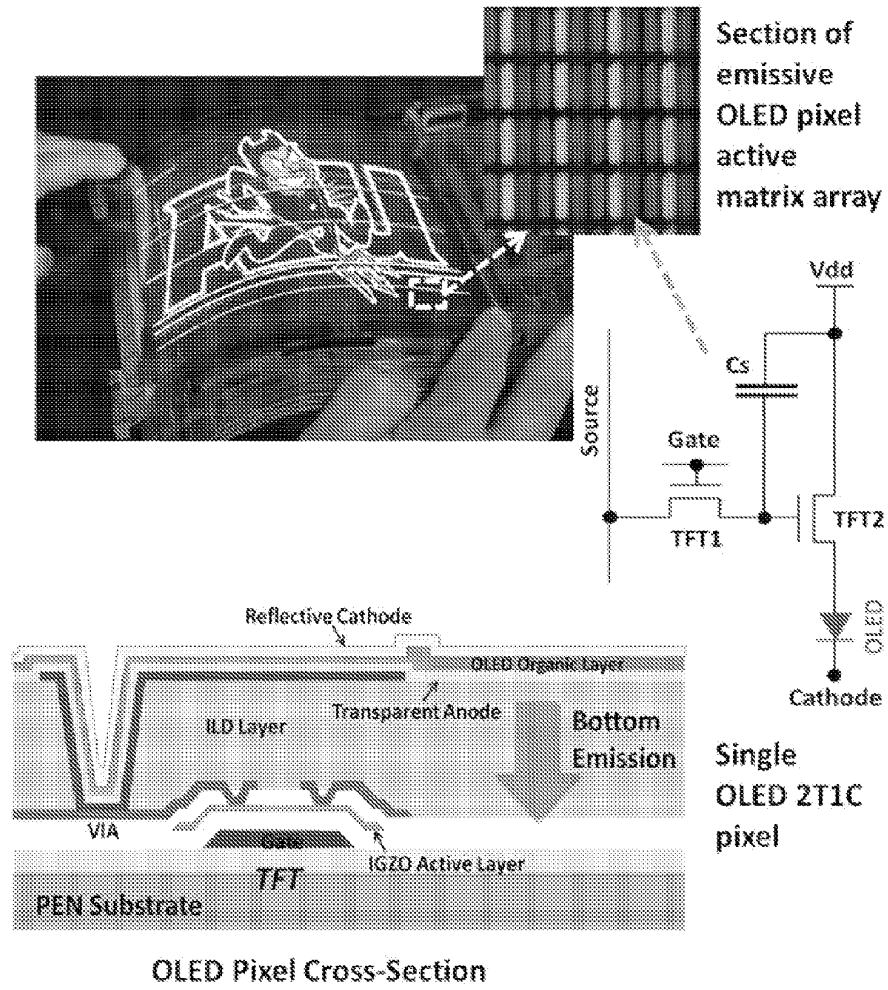 Section of
emissive
OLED pixel
active
matrix array
Vdd
Cs
Source
Gate
TFT1
TFT2
OLED
Cathode
Single
OLED 2T1C
pixel
Reflective Cathode
OLED Organic Layer
Transparent Anode
ILD Layer
Bottom
Emission
VIA
Gate
IGZO Active Layer
TFT
PEN Substrate
OLED Pixel Cross-Section